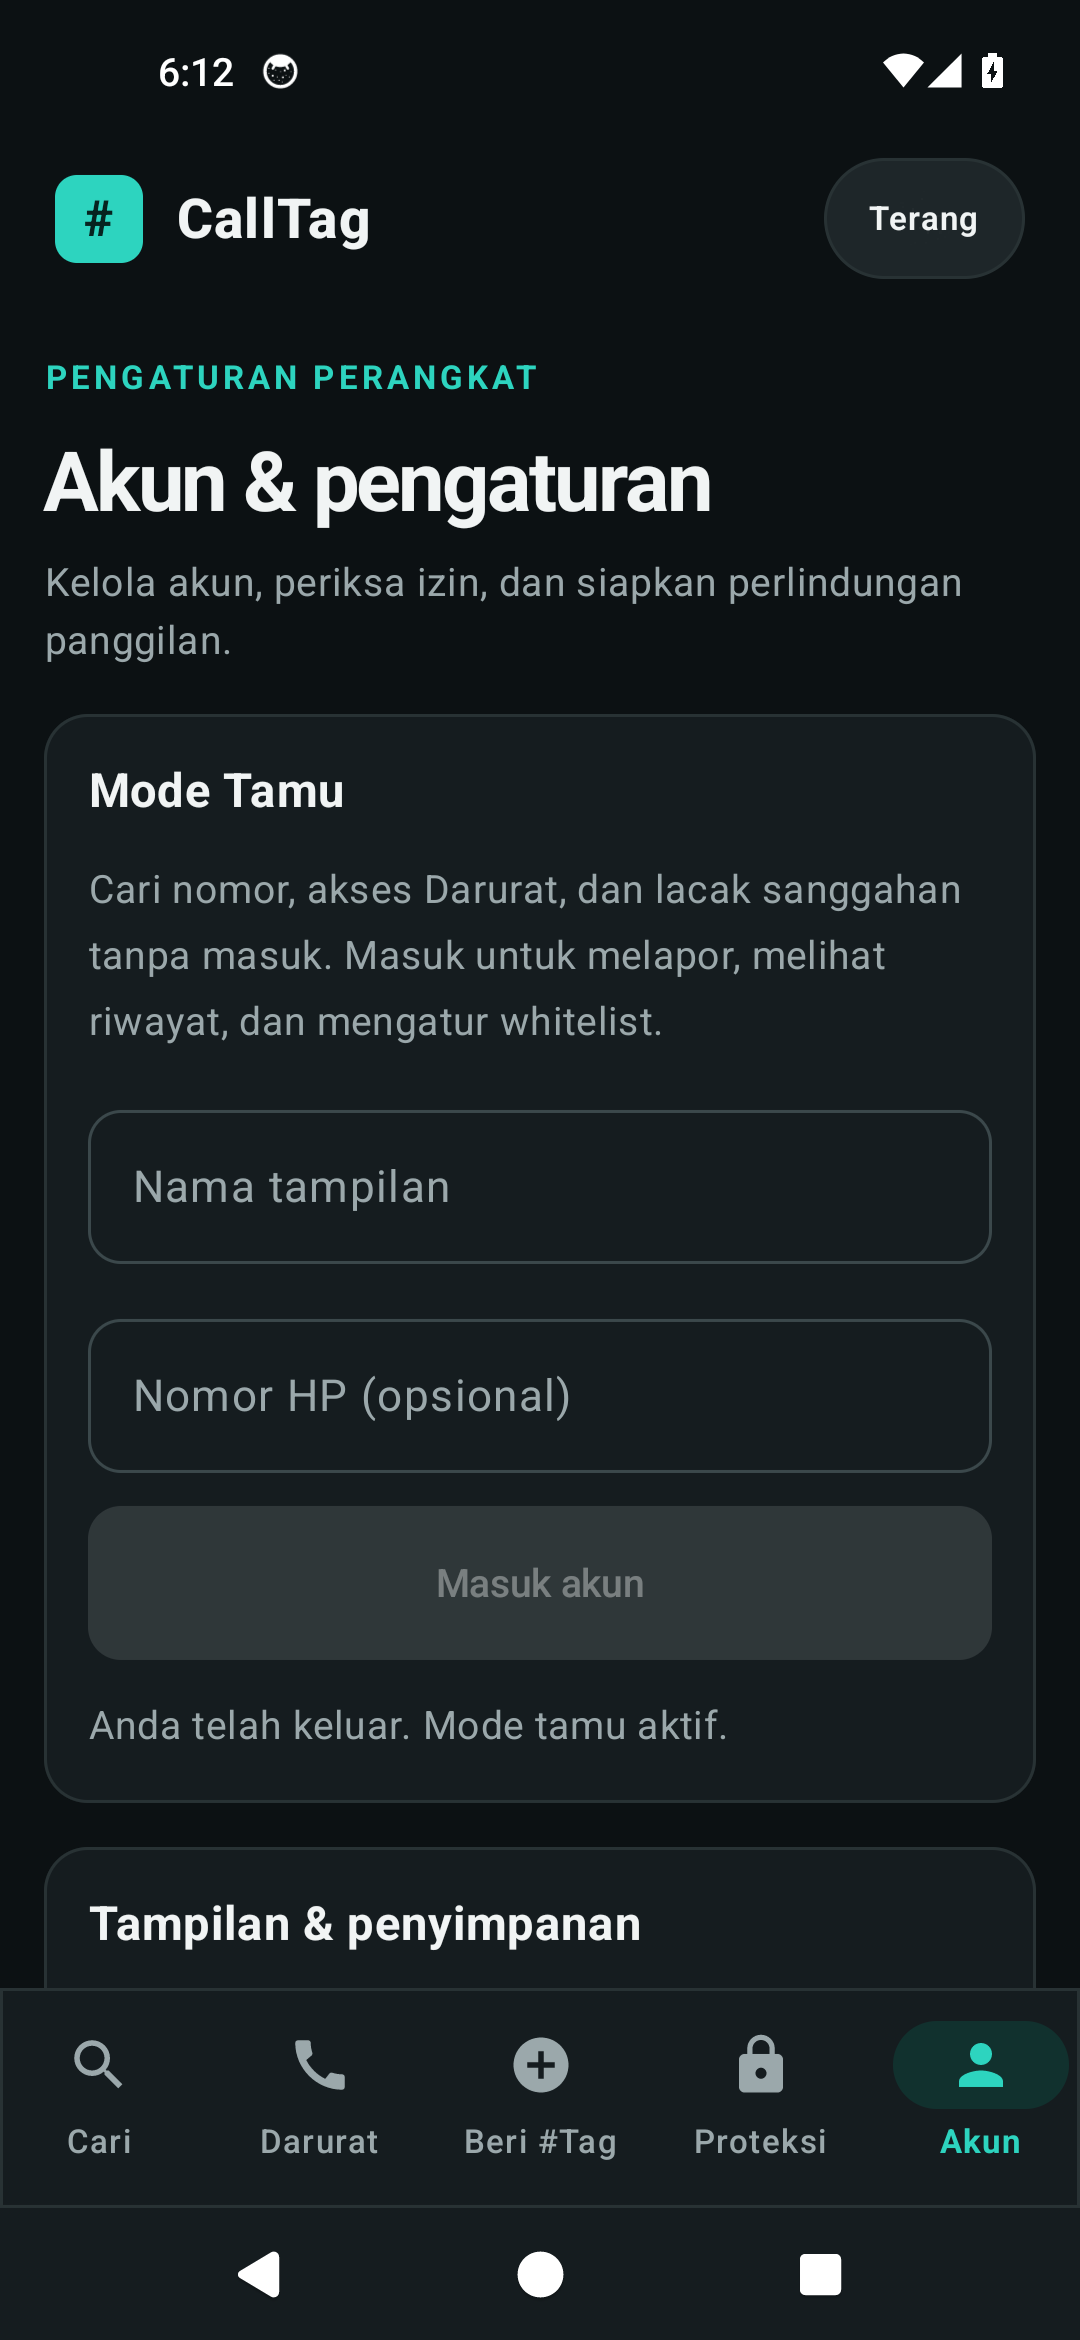 6:12
# CallTag
Terang
PENGATURAN PERANGKAT
Akun & pengaturan
Kelola akun, periksa izin, dan siapkan perlindungan
panggilan.
Mode Tamu
Cari nomor, akses Darurat, dan lacak sanggahan
tanpa masuk. Masuk untuk melapor, melihat
riwayat, dan mengatur whitelist.
Nama tampilan
Nomor HP (opsional)
Masuk akun
Anda telah keluar. Mode tamu aktif.
Tampilan & penyimpanan
Cari
Darurat
Beri #Tag
Proteksi
Akun